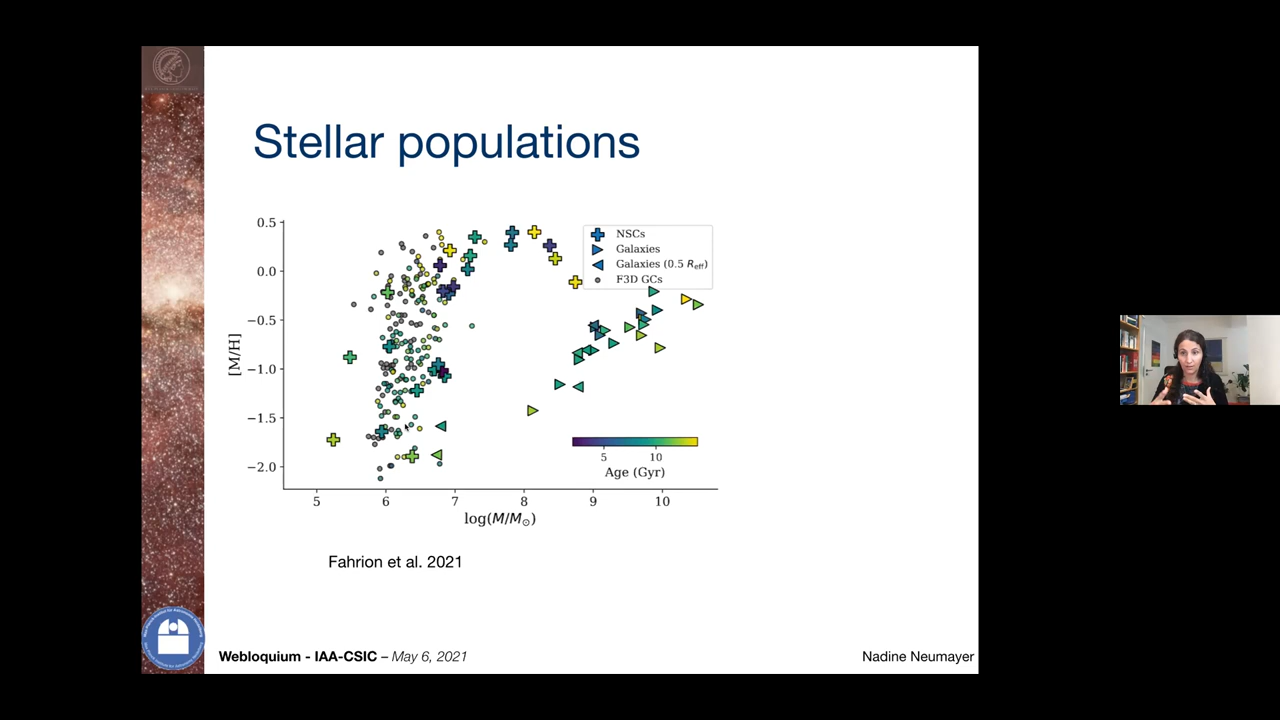 Stellar populations
0.5
0.0
−0.5
−1.0
−1.5
−2.0
[M/H]
NSCs
Galaxies
Galaxies (0.5 Reff)
F3D GCs
5
10
Age (Gyr)
5
6
7
8
9
10
log(M/M⊙)
Fahrion et al. 2021
Webloquium - IAA-CSIC – May 6, 2021
Nadine Neumayer